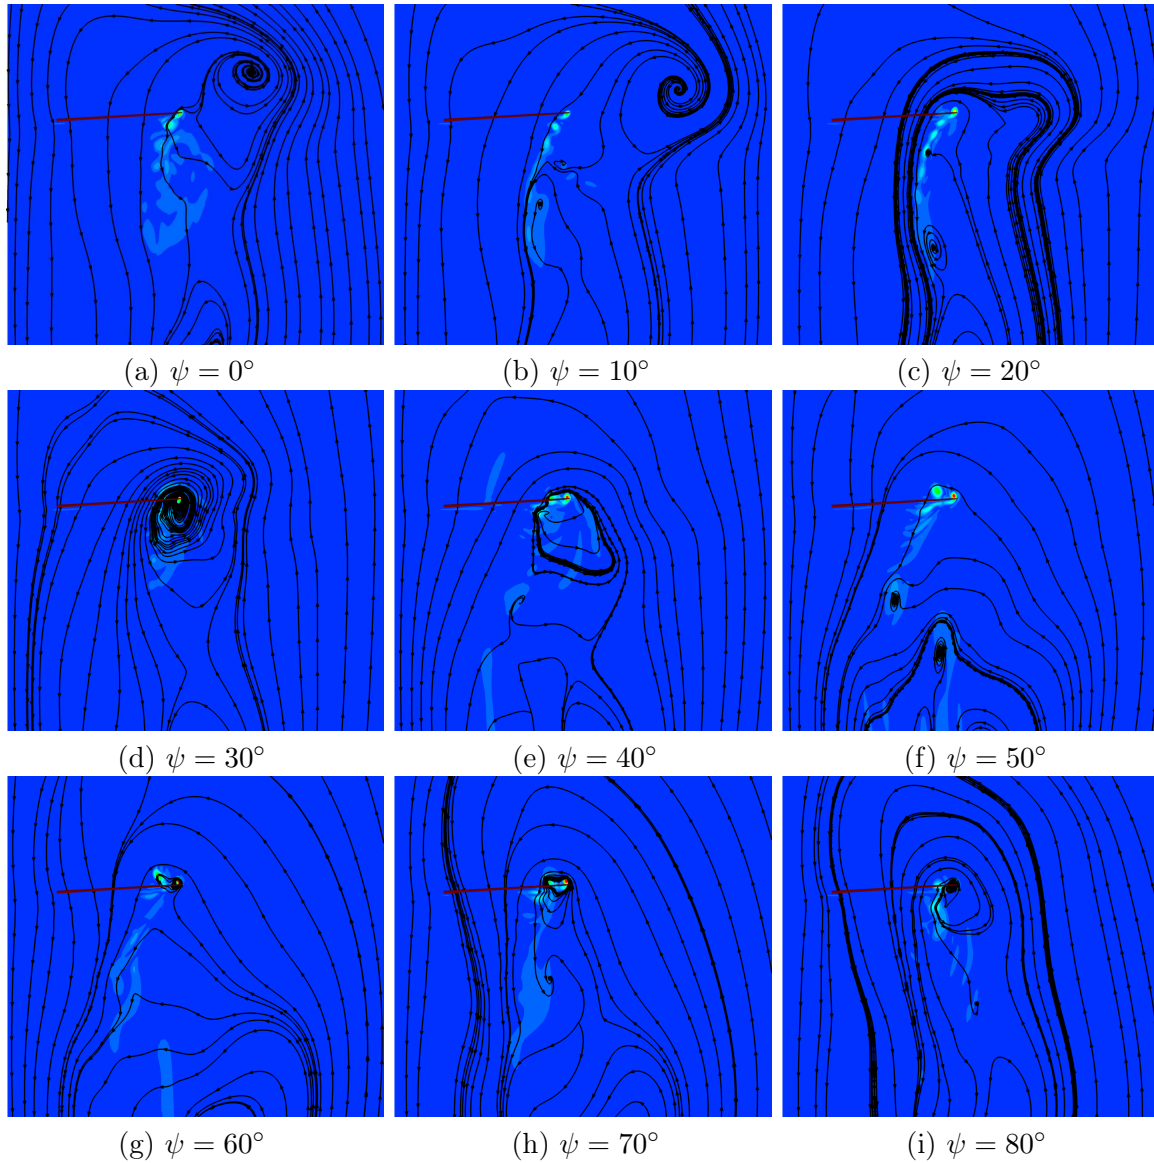 (a) ψ = 0°
(b) ψ = 10°
(c) ψ = 20°
(d) ψ = 30°
(e) ψ = 40°
(f) ψ = 50°
(g) ψ = 60°
(h) ψ = 70°
(i) ψ = 80°